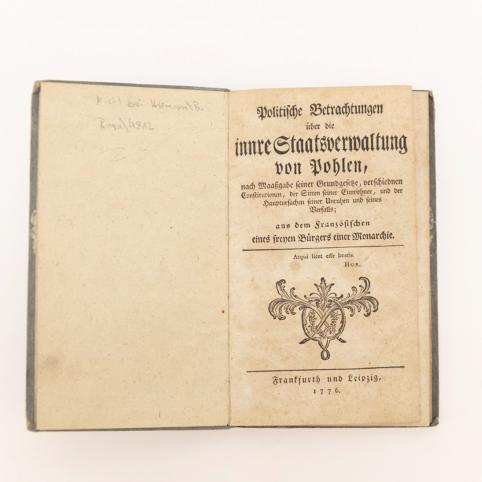 Politische Betrachtungen
über die
innre Staatsverwaltung
von Pohlen,
nach Maaßgabe seiner Grundgesetze, verschiednen
Constitutionen, der Sitten seiner Einwohner, und der
Hauptursachen seiner Unruhen und seines
Verfalls;
aus dem Französischen
eines freyen Bürgers einer Monarchie.
Atqui licet esse beatis.
HOR.
Frankfurth und Leipzig,
1776.